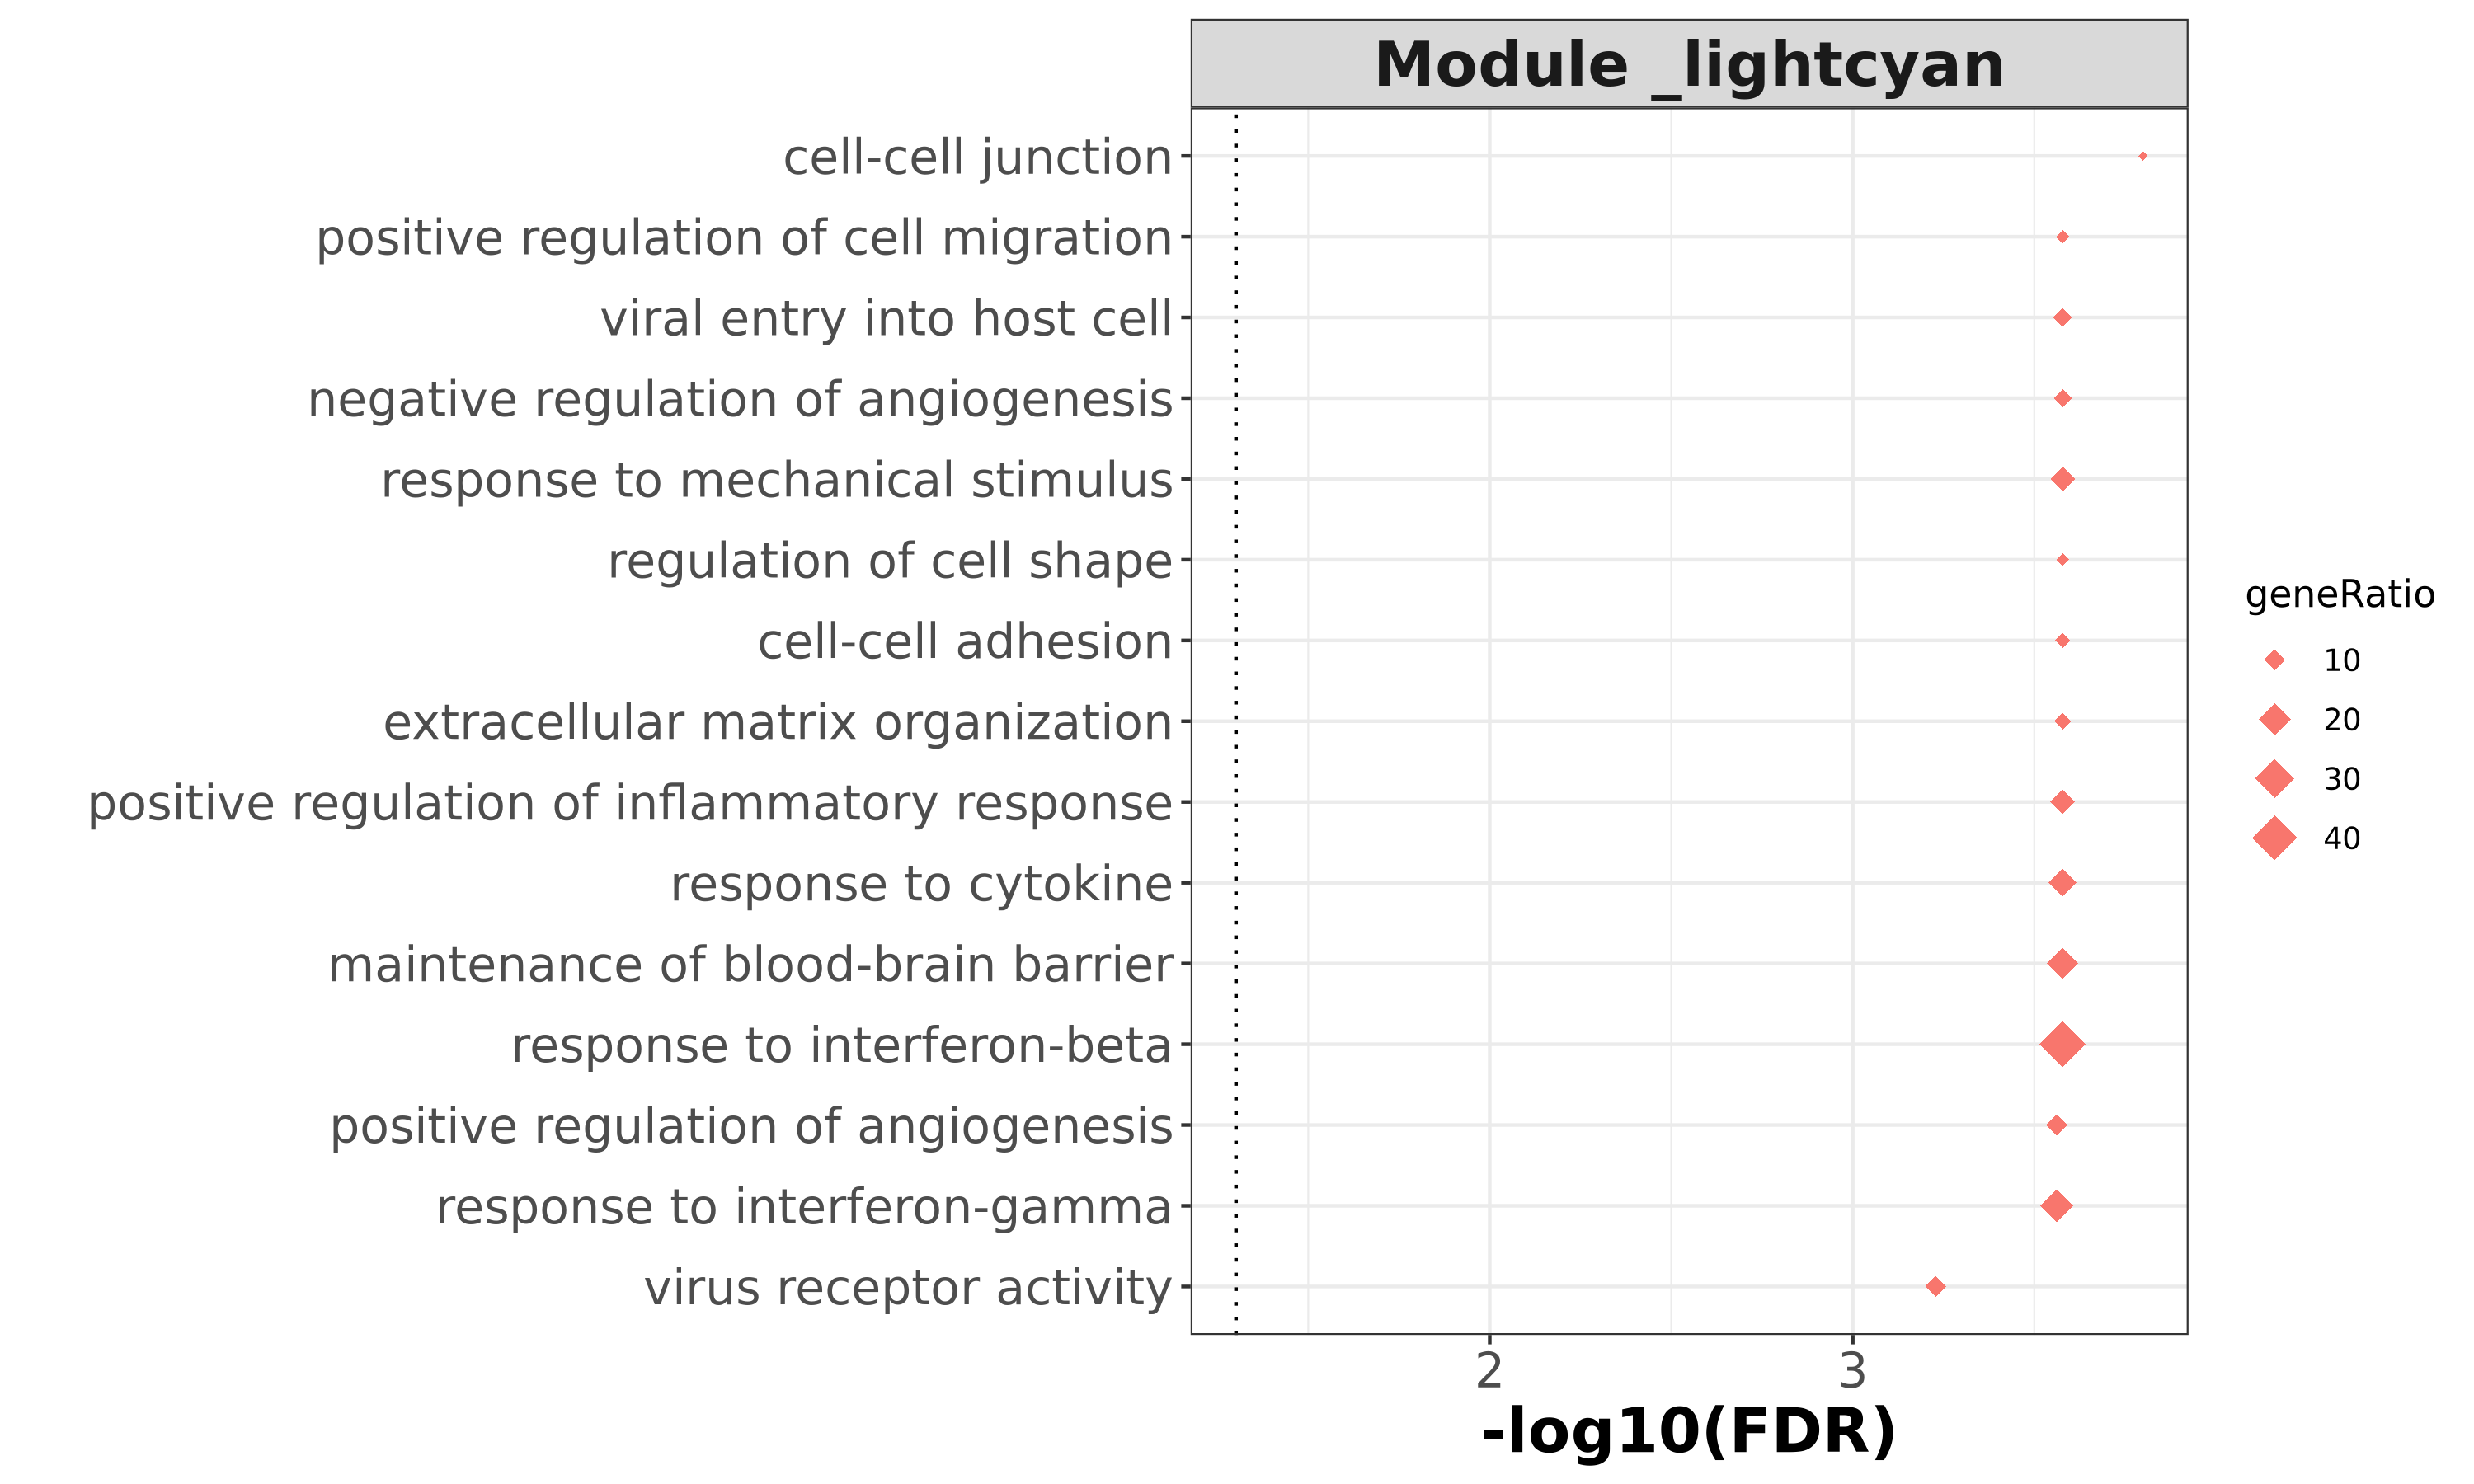 Module _lightcyan
cell-cell junction
positive regulation of cell migration
viral entry into host cell
negative regulation of angiogenesis
response to mechanical stimulus
regulation of cell shape
cell-cell adhesion
extracellular matrix organization
positive regulation of inflammatory response
response to cytokine
maintenance of blood-brain barrier
response to interferon-beta
positive regulation of angiogenesis
response to interferon-gamma
virus receptor activity
2
3
-log10(FDR)
geneRatio
10
20
30
40